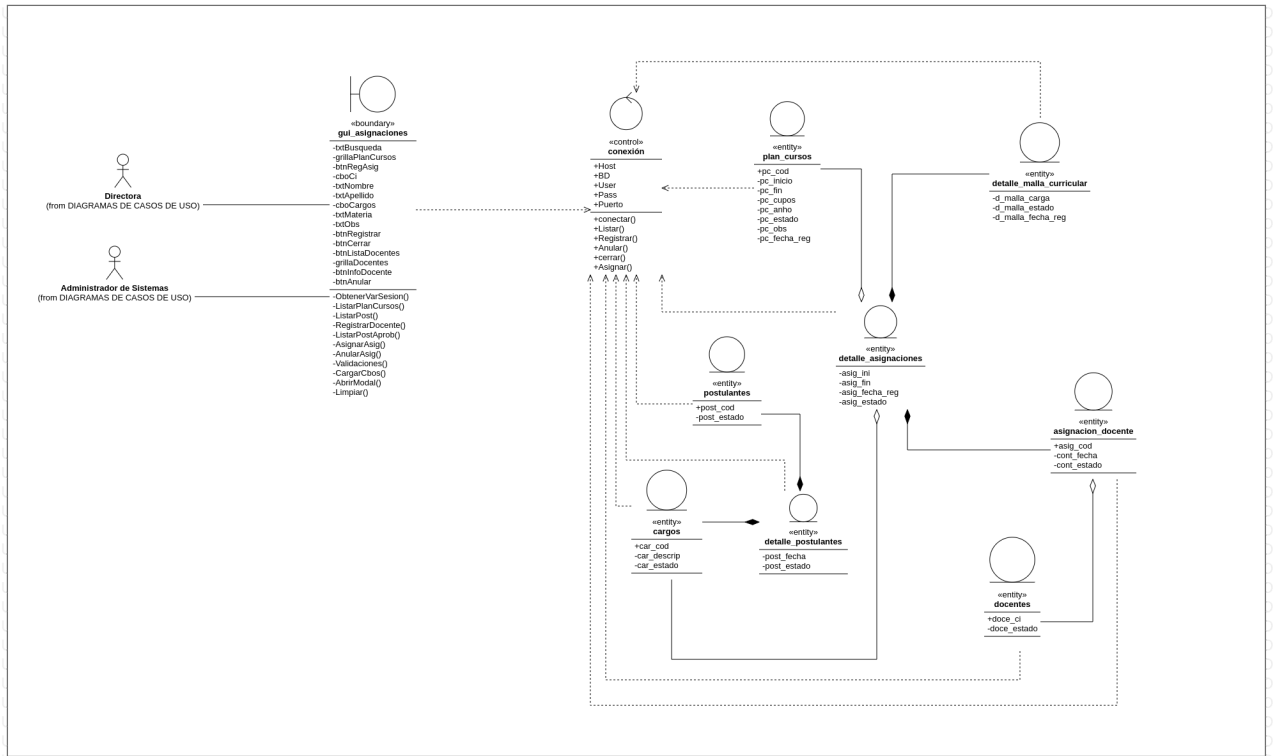 Directora
(from DIAGRAMAS DE CASOS DE USO)
Administrador de Sistemas
(from DIAGRAMAS DE CASOS DE USO)
«boundary»
gui_asignaciones
-txtBusqueda
-grillaPlanCursos
-btnRegAsig
-cboCi
-txtNombre
-txtApellido
-cboCargos
-txtMateria
-txtObs
-btnRegistrar
-btnCerrar
-btnListaDocentes
-grillaDocentes
-btnInfoDocente
-btnAnular
-ObtenerVarSesion()
-ListarPlanCursos()
-ListarPost()
-RegistrarDocente()
-ListarPostAprob()
-AsignarAsig()
-AnularAsig()
-Validaciones()
-CargarCbos()
-AbrirModal()
-Limpiar()
«control»
conexión
+Host
+BD
+User
+Pass
+Puerto
+conectar()
+Listar()
+Registrar()
+Anular()
+cerrar()
+Asignar()
«entity»
plan_cursos
+pc_cod
-pc_inicio
-pc_fin
-pc_cupos
-pc_anho
-pc_estado
-pc_obs
-pc_fecha_reg
«entity»
detalle_malla_curricular
-d_malla_carga
-d_malla_estado
-d_malla_fecha_reg
«entity»
detalle_asignaciones
-asig_ini
-asig_fin
-asig_fecha_reg
-asig_estado
«entity»
postulantes
+post_cod
-post_estado
«entity»
asignacion_docente
+asig_cod
-cont_fecha
-cont_estado
«entity»
cargos
+car_cod
-car_descrip
-car_estado
«entity»
detalle_postulantes
-post_fecha
-post_estado
«entity»
docentes
+doce_ci
-doce_estado